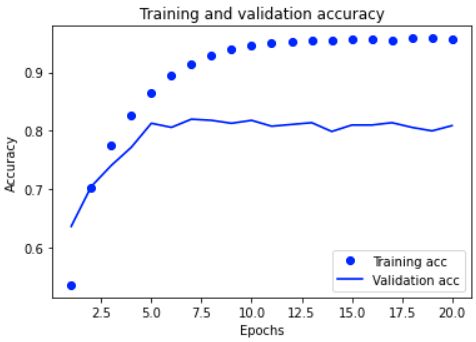 Training and validation accuracy
Accuracy
0.9
0.8
0.7
0.6
Training acc
Validation acc
2.5 5.0 7.5 10.0 12.5 15.0 17.5 20.0
Epochs